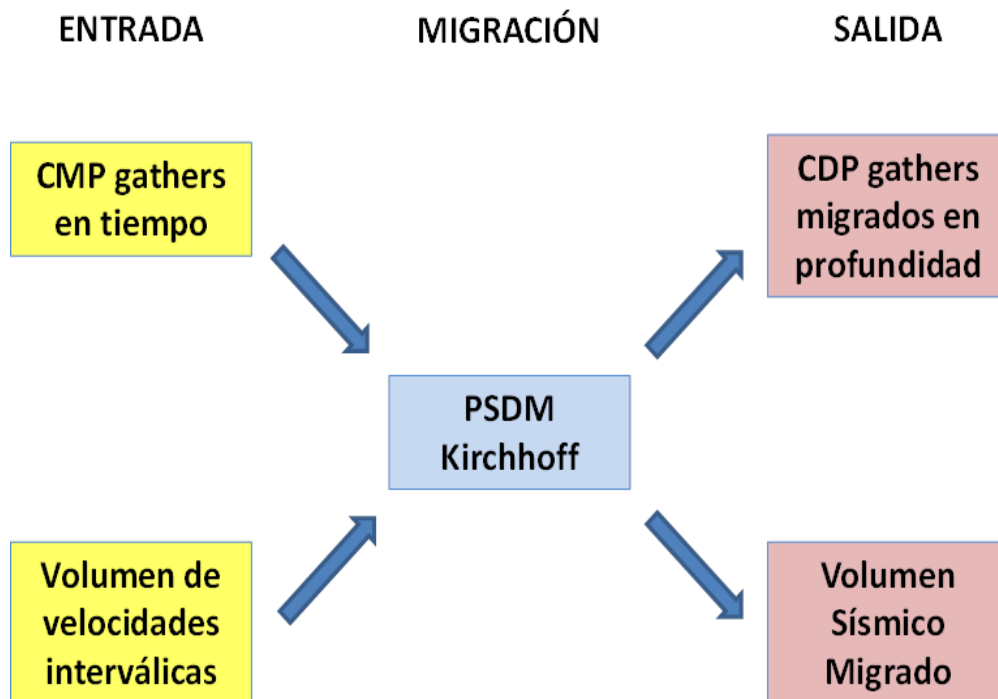 ENTRADA
MIGRACIÓN
SALIDA
CMP gathers
en tiempo
CDP gathers
migrados en
profundidad
PSDM
Kirchhoff
Volumen de
velocidades
interválicas
Volumen
Sísmico
Migrado